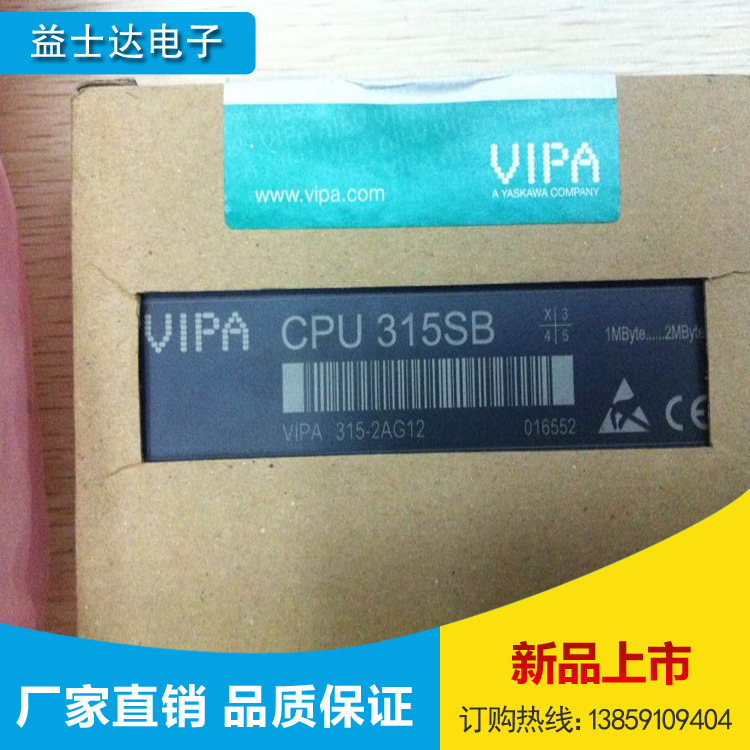 益士达电子
VIPA
www.vipa.com
A YASKAWA COMPANY
VIPA CPU 315SB X 3 4 5 1MByte......2MByte
VIPA 315-2AG12 016552
CE
新品上市
厂家直销 品质保证
订购热线:13859109404